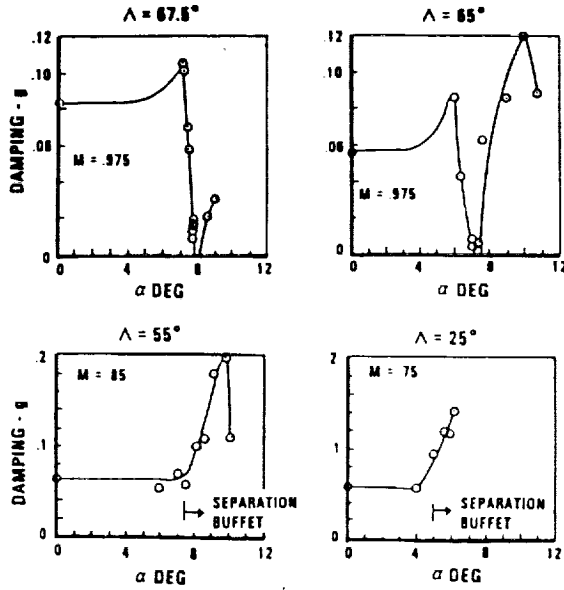 Λ = 67.5°
DAMPING - g
.12
.10
.06
0
M = .975
0 4 8 12
α DEG
Λ = 65°
.12
.10
.06
0
M = .975
0 4 8 12
α DEG
Λ = 55°
DAMPING - g
.2
.1
0
M = 85
SEPARATION
BUFFET
0 4 8 12
α DEG
Λ = 25°
2
1
0
M = 75
SEPARATION
BUFFET
0 4 8 12
α DEG